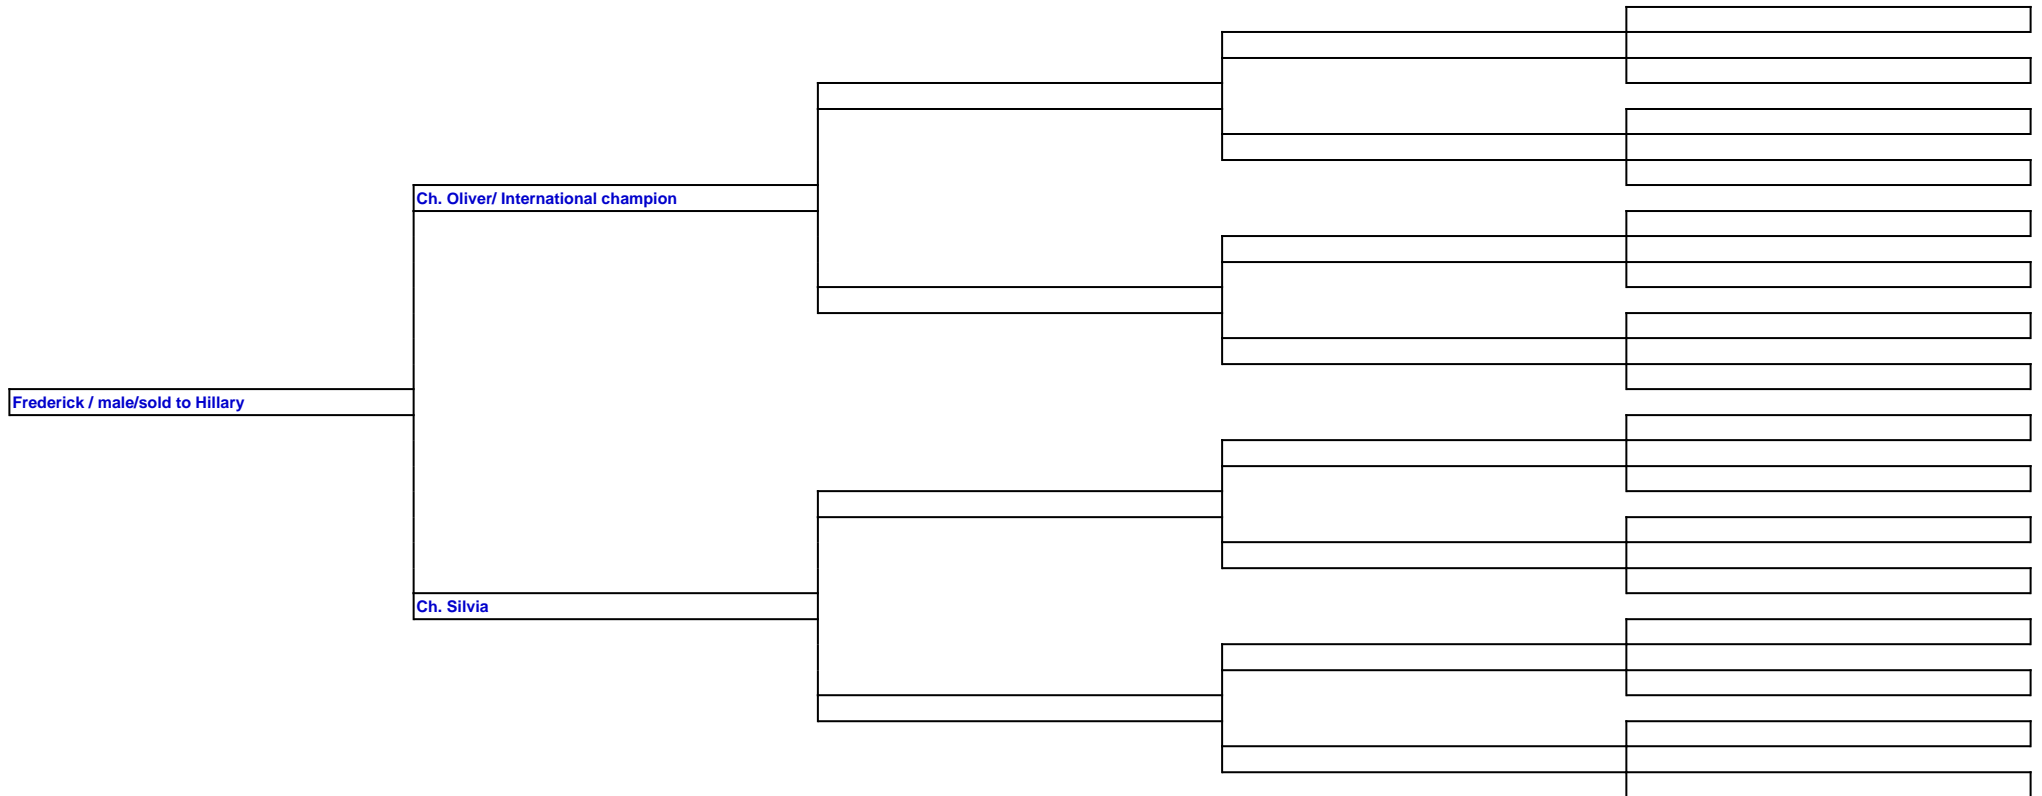 Ch. Oliver/ International champion
Frederick / male/sold to Hillary
Ch. Silvia